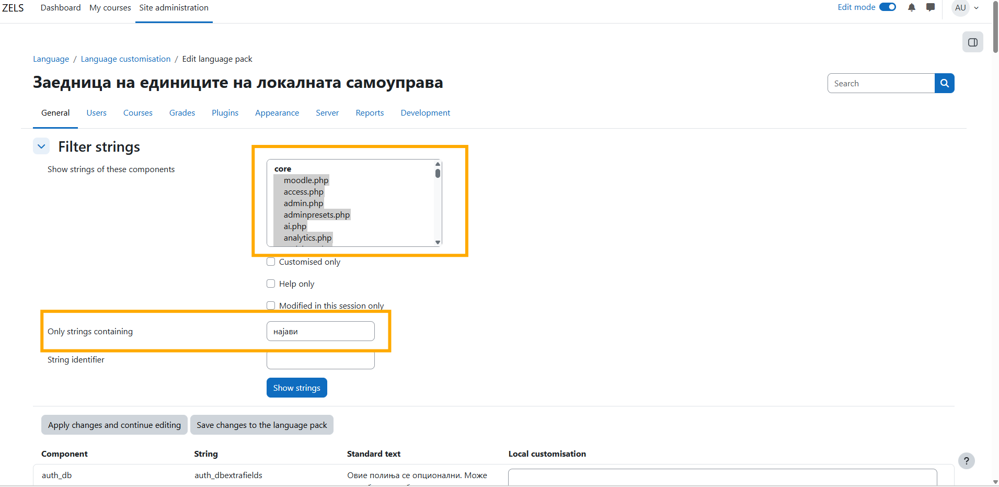 ZELS Dashboard My courses Site administration Edit mode AU
Language / Language customisation / Edit language pack
Заедница на единиците на локалната самоуправа
Search
General Users Courses Grades Plugins Appearance Server Reports Development
Filter strings
Show strings of these components
core
moodle.php
access.php
admin.php
adminpresets.php
ai.php
analytics.php
Customised only
Help only
Modified in this session only
Only strings containing
најави
String identifier
Show strings
Apply changes and continue editing Save changes to the language pack
Component String Standard text Local customisation
?
auth_db auth_dbextrafields Овие полиња се опционални. Може